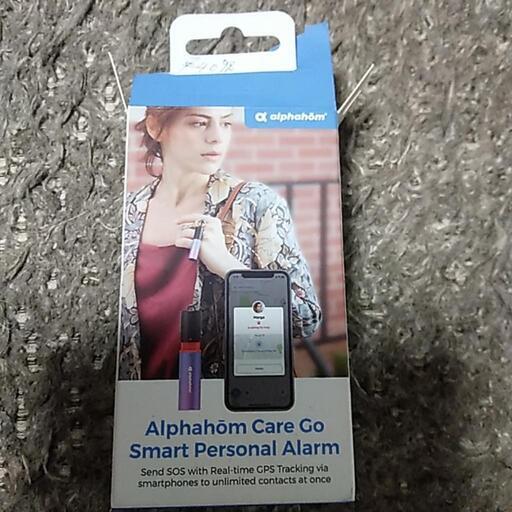 alphahōm®
Alphahōm Care Go
Smart Personal Alarm
Send SOS with Real-time GPS Tracking via
smartphones to unlimited contacts at once